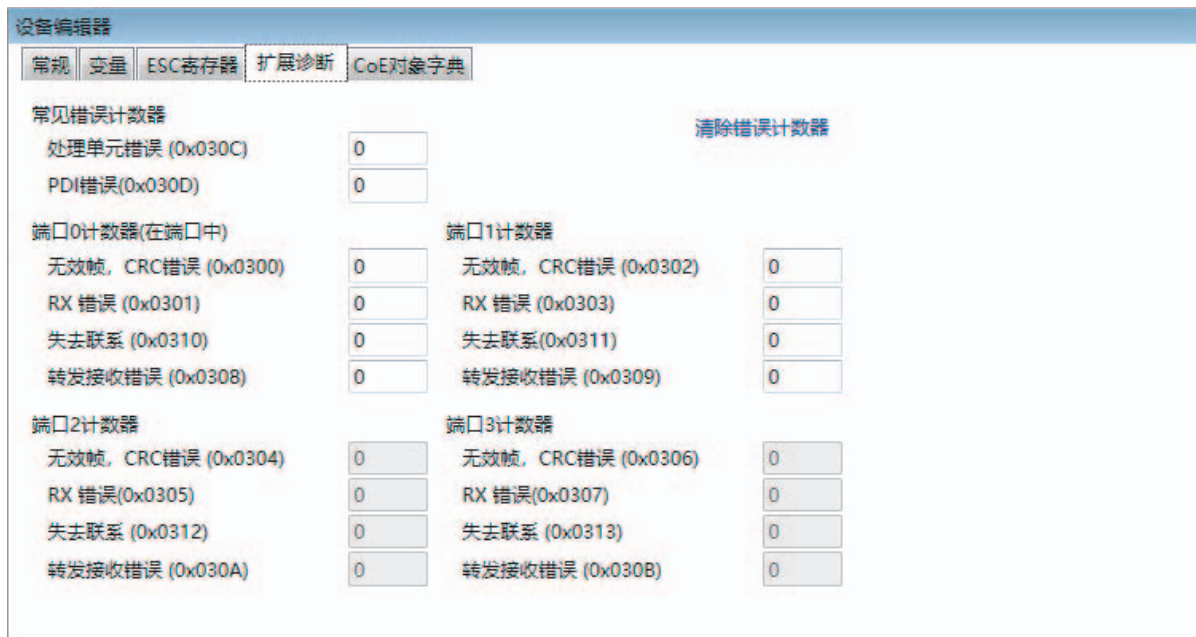 设备编辑器
常规 变量 ESC寄存器 扩展诊断 CoE对象字典
常见错误计数器
清除错误计数器
处理单元错误 (0x030C) 0
PDI错误(0x030D) 0
端口0计数器(在端口中) 端口1计数器
无效帧，CRC错误 (0x0300) 0 无效帧，CRC错误 (0x0302) 0
RX 错误 (0x0301) 0 RX 错误 (0x0303) 0
失去联系 (0x0310) 0 失去联系(0x0311) 0
转发接收错误 (0x0308) 0 转发接收错误 (0x0309) 0
端口2计数器 端口3计数器
无效帧，CRC错误 (0x0304) 0 无效帧，CRC错误 (0x0306) 0
RX 错误(0x0305) 0 RX 错误(0x0307) 0
失去联系 (0x0312) 0 失去联系 (0x0313) 0
转发接收错误 (0x030A) 0 转发接收错误 (0x030B) 0